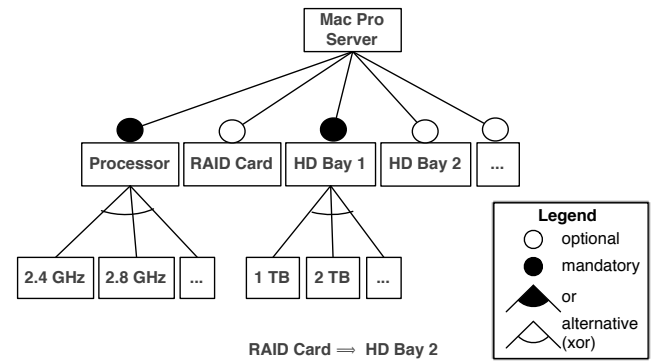 Mac Pro
Server
Processor
RAID Card
HD Bay 1
HD Bay 2
...
2.4 GHz
2.8 GHz
...
1 TB
2 TB
...
RAID Card ⟹ HD Bay 2
Legend
optional
mandatory
or
alternative
(xor)